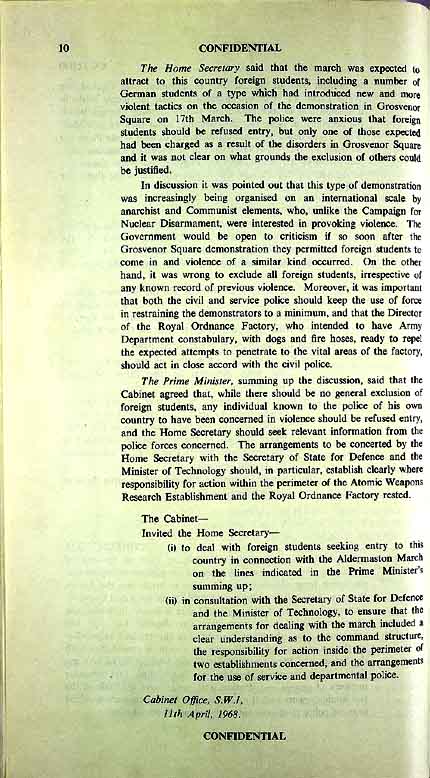 10 CONFIDENTIAL
The Home Secretary said that the march was expected to
attract to this country foreign students, including a number of
German students of a type which had introduced new and more
violent tactics on the occasion of the demonstration in Grosvenor
Square on 17th March. The police were anxious that foreign
students should be refused entry, but only one of those expected
had been charged as a result of the disorders in Grosvenor Square
and it was not clear on what grounds the exclusion of others could
be justified.
In discussion it was pointed out that this type of demonstration
was increasingly being organised on an international scale by
anarchist and Communist elements, who, unlike the Campaign for
Nuclear Disarmament, were interested in provoking violence. The
Government would be open to criticism if so soon after the
Grosvenor Square demonstration they permitted foreign students to
come in and violence of a similar kind occurred. On the other
hand, it was wrong to exclude all foreign students, irrespective of
any known record of previous violence. Moreover, it was important
that both the civil and service police should keep the use of force
in restraining the demonstrators to a minimum, and that the Director
of the Royal Ordnance Factory, who intended to have Army
Department constabulary, with dogs and fire hoses, ready to repel
the expected attempts to penetrate to the vital areas of the factory,
should act in close accord with the civil police.
The Prime Minister, summing up the discussion, said that the
Cabinet agreed that, while there should be no general exclusion of
foreign students, any individual known to the police of his own
country to have been concerned in violence should be refused entry,
and the Home Secretary should seek relevant information from the
police forces concerned. The arrangements to be concerted by the
Home Secretary with the Secretary of State for Defence and the
Minister of Technology should, in particular, establish clearly where
responsibility for action within the perimeter of the Atomic Weapons
Research Establishment and the Royal Ordnance Factory rested.
The Cabinet—
Invited the Home Secretary—
(i) to deal with foreign students seeking entry to this
country in connection with the Aldermaston March
on the lines indicated in the Prime Minister's
summing up;
(ii) in consultation with the Secretary of State for Defence
and the Minister of Technology, to ensure that the
arrangements for dealing with the march included a
clear understanding as to the command structure,
the responsibility for action inside the perimeter of
two establishments concerned, and the arrangements
for the use of service and departmental police.
Cabinet Office, S.W.1,
11th April, 1968.
CONFIDENTIAL